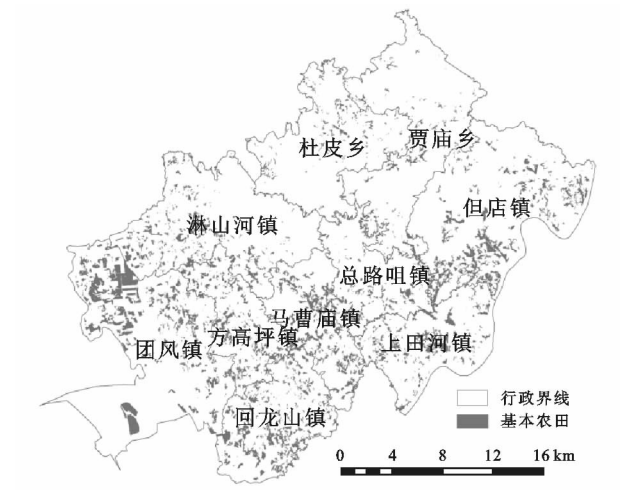 杜皮乡
贾庙乡
但店镇
淋山河镇
总路咀镇
马曹庙镇
方高坪镇
团风镇
上田河镇
回龙山镇
行政界线
基本农田
0 4 8 12 16 km